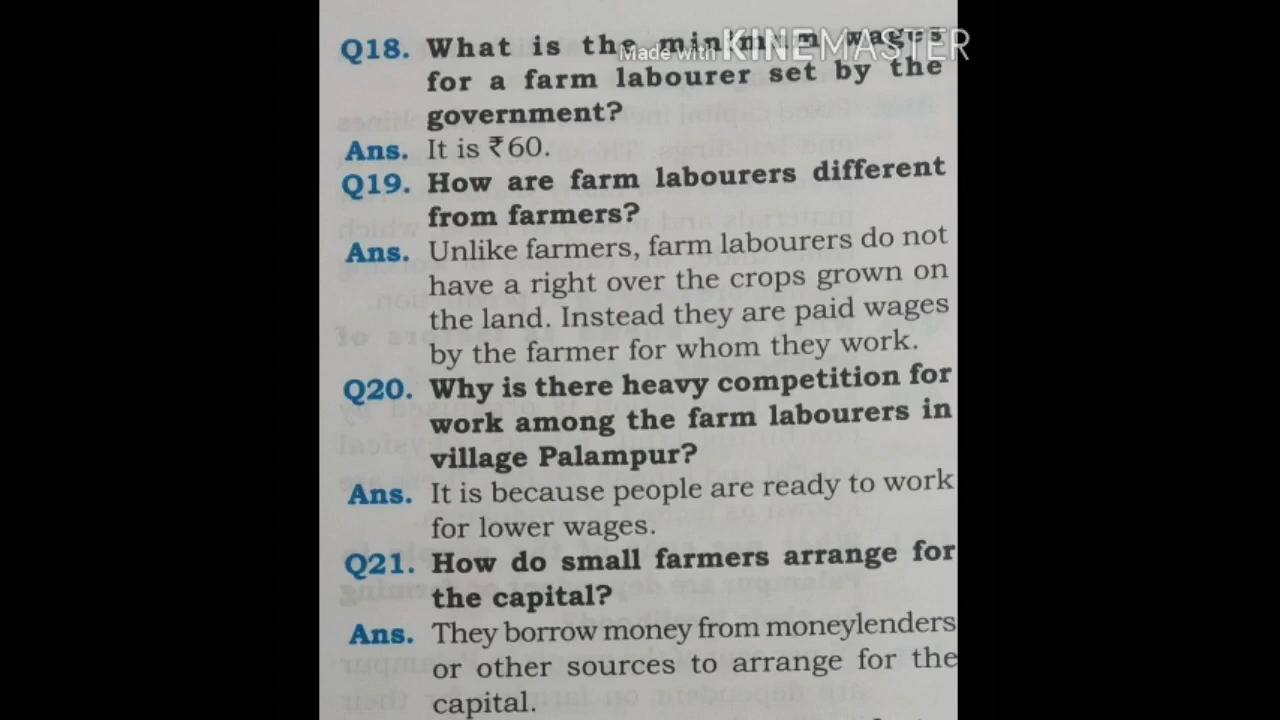 Made with KINEMASTER
Q18. What is the minimum wages
for a farm labourer set by the
government?
Ans. It is ₹60.
Q19. How are farm labourers different
from farmers?
Ans. Unlike farmers, farm labourers do not
have a right over the crops grown on
the land. Instead they are paid wages
by the farmer for whom they work.
Q20. Why is there heavy competition for
work among the farm labourers in
village Palampur?
Ans. It is because people are ready to work
for lower wages.
Q21. How do small farmers arrange for
the capital?
Ans. They borrow money from moneylenders
or other sources to arrange for the
capital.